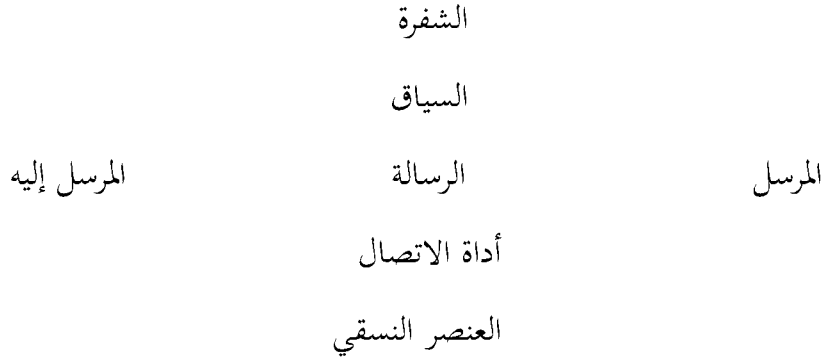 الشفرة
السياق
المرسل الرسالة المرسل إليه
أداة الاتصال
العنصر النسقي